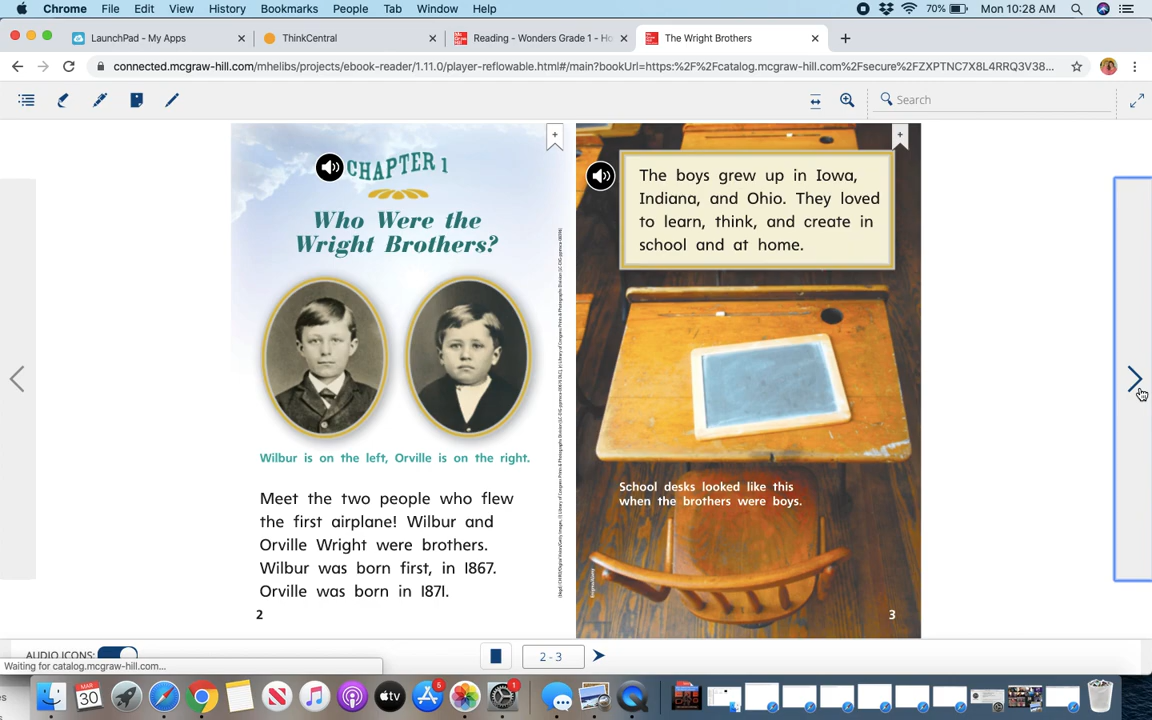 Chrome File Edit View History Bookmarks People Tab Window Help 70% Mon 10:28 AM
LaunchPad - My Apps ThinkCentral Reading - Wonders Grade 1 - Ho The Wright Brothers
connected.mcgraw-hill.com/mhelibs/projects/ebook-reader/1.11.0/player-reflowable.html#/main?bookUrl=https:%2F%2Fcatalog.mcgraw-hill.com%2Fsecure%2FZXPTNC7X8L4RRQ3V38...
Search
CHAPTER 1
Who Were the
Wright Brothers?
Wilbur is on the left, Orville is on the right.
Meet the two people who flew
the first airplane! Wilbur and
Orville Wright were brothers.
Wilbur was born first, in 1867.
Orville was born in 1871.
2
The boys grew up in Iowa,
Indiana, and Ohio. They loved
to learn, think, and create in
school and at home.
School desks looked like this
when the brothers were boys.
3
AUDIO ICONS:
2 - 3
Waiting for catalog.mcgraw-hill.com...
MAR
30
tv
5
1